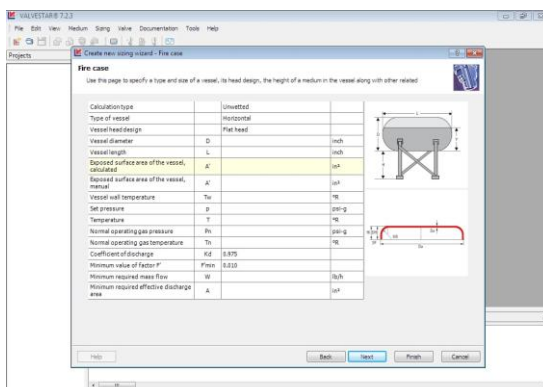 VALVESTAR® 7.2.3
File Edit View Medium Sizing Valve Documentation Tools Help
Projects
Create new sizing wizard - Fire case
Fire case
Use this page to specify a type and size of a vessel, its head design, the height of a medium in the vessel along with other related
Calculation type Unwetted
Type of vessel Horizontal
Vessel head design Flat head
Vessel diameter D inch
Vessel length L inch
Exposed surface area of the vessel, calculated A' in²
Exposed surface area of the vessel, manual A' in²
Vessel wall temperature Tw °R
Set pressure p psi-g
Temperature T °R
Normal operating gas pressure Pn psi-g
Normal operating gas temperature Tn °R
Coefficient of discharge Kd 0.975
Minimum value of factor F' F'min 0.010
Minimum required mass flow W lb/h
Minimum required effective discharge area A in²
Help Back Next Finish Cancel